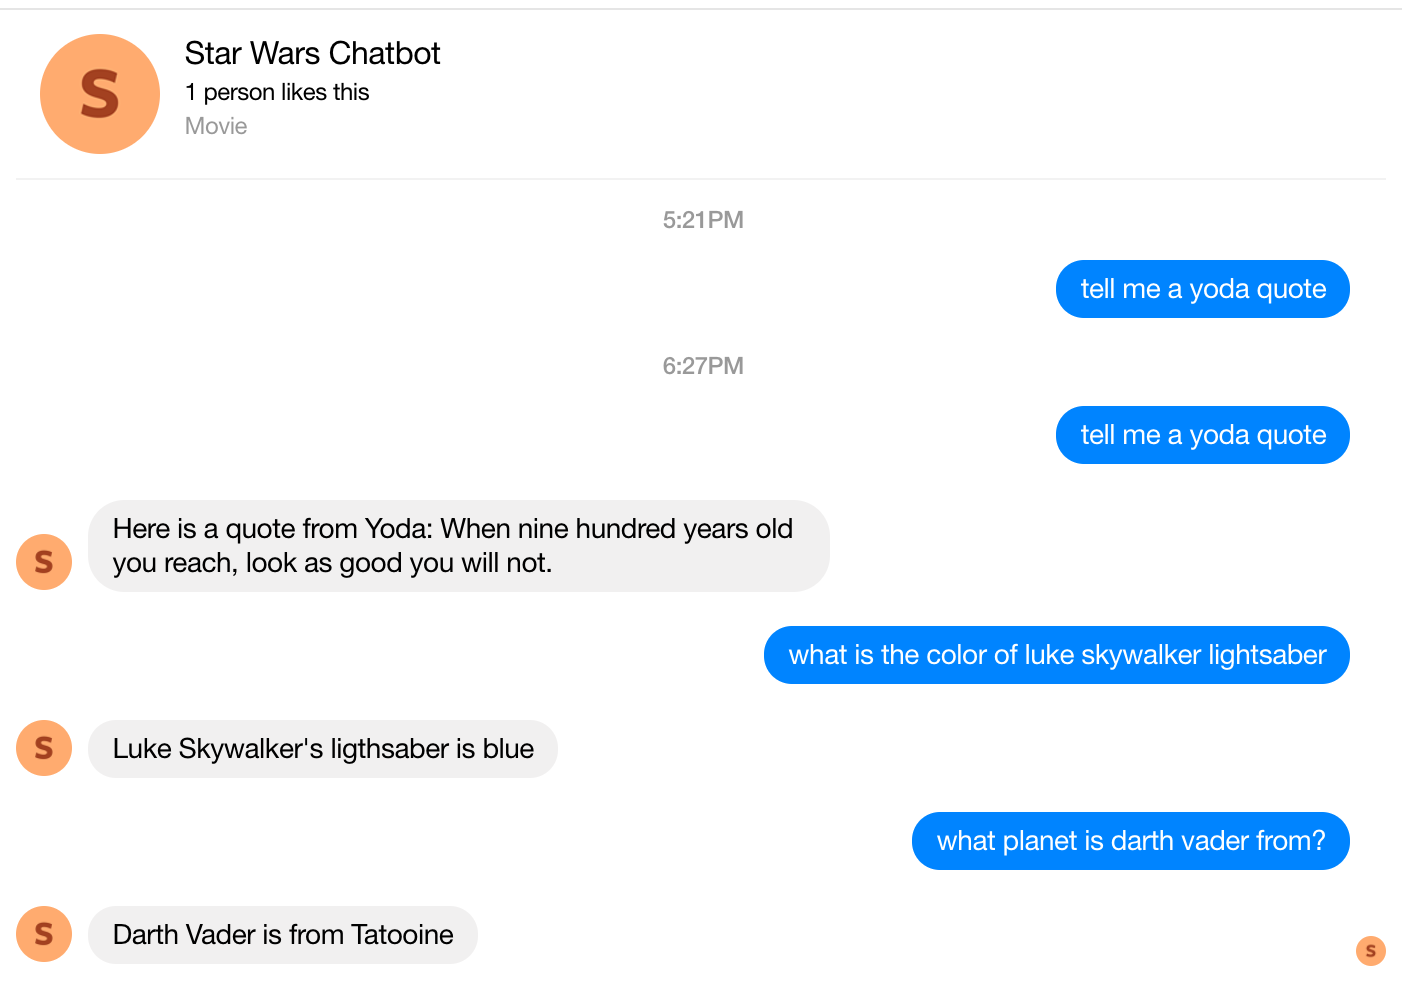 S
Star Wars Chatbot
1 person likes this
Movie
5:21PM
tell me a yoda quote
6:27PM
tell me a yoda quote
Here is a quote from Yoda: When nine hundred years old
you reach, look as good you will not.
S
what is the color of luke skywalker lightsaber
S
Luke Skywalker's ligthsaber is blue
what planet is darth vader from?
S
Darth Vader is from Tatooine
S